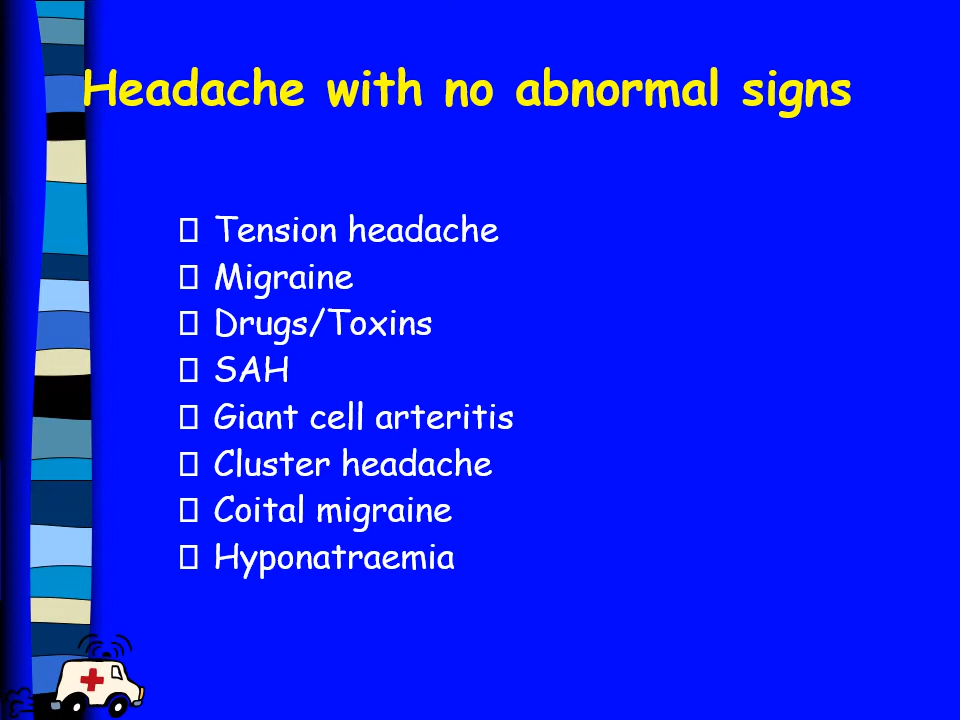 Headache with no abnormal signs
Tension headache
Migraine
Drugs/Toxins
SAH
Giant cell arteritis
Cluster headache
Coital migraine
Hyponatraemia